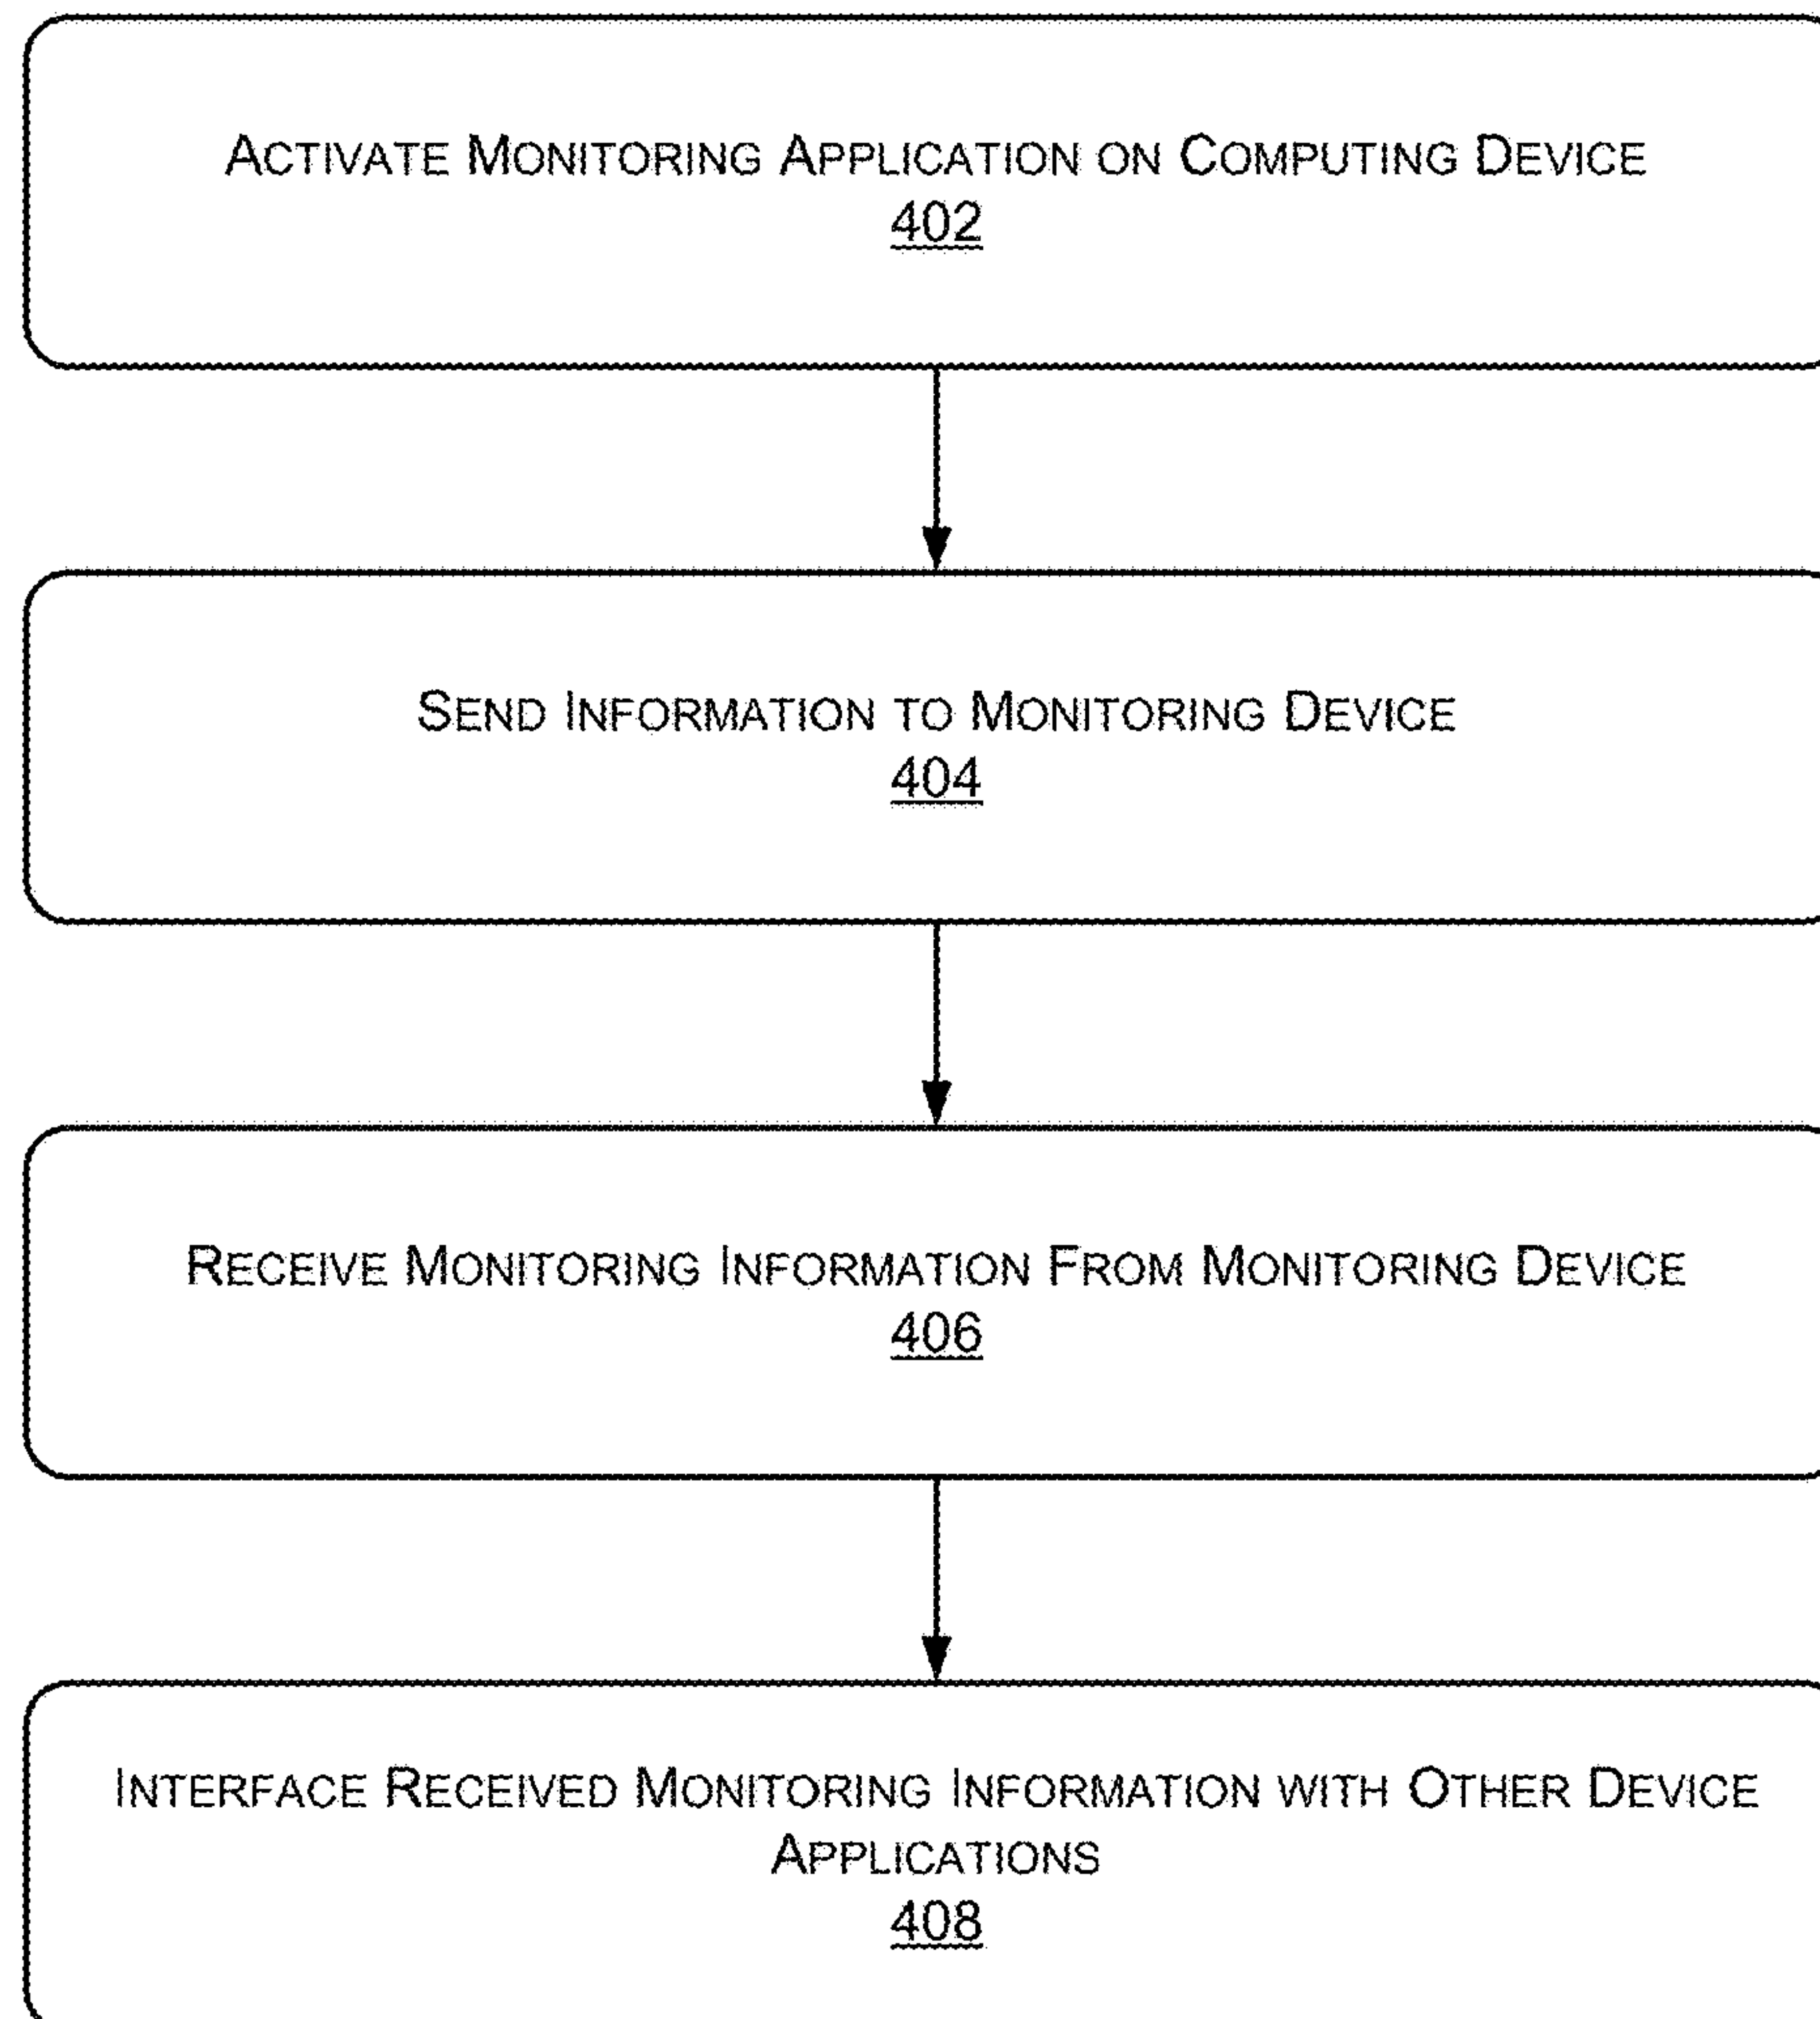 ACTIVATE MONITORING APPLICATION ON COMPUTING DEVICE
402
SEND INFORMATION TO MONITORING DEVICE
404
RECEIVE MONITORING INFORMATION FROM MONITORING DEVICE
406
INTERFACE RECEIVED MONITORING INFORMATION WITH OTHER DEVICE
APPLICATIONS
408